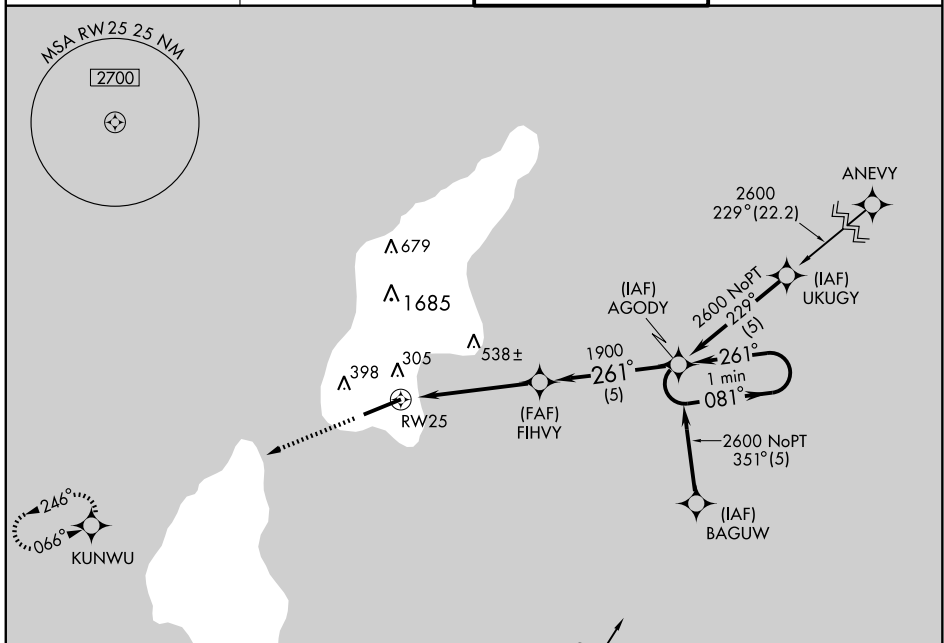 MSA RW25 25 NM
2700
ANEVY
2600
229°(22.2)
(IAF)
UKUGY
2600 NoPT
229°
(5)
(IAF)
AGODY
679
1685
538±
305
398
RW25
1900
261°
(5)
(FAF)
FIHVY
261°
1 min
081°
2600 NoPT
351°(5)
(IAF)
BAGUW
246°
066°
KUNWU